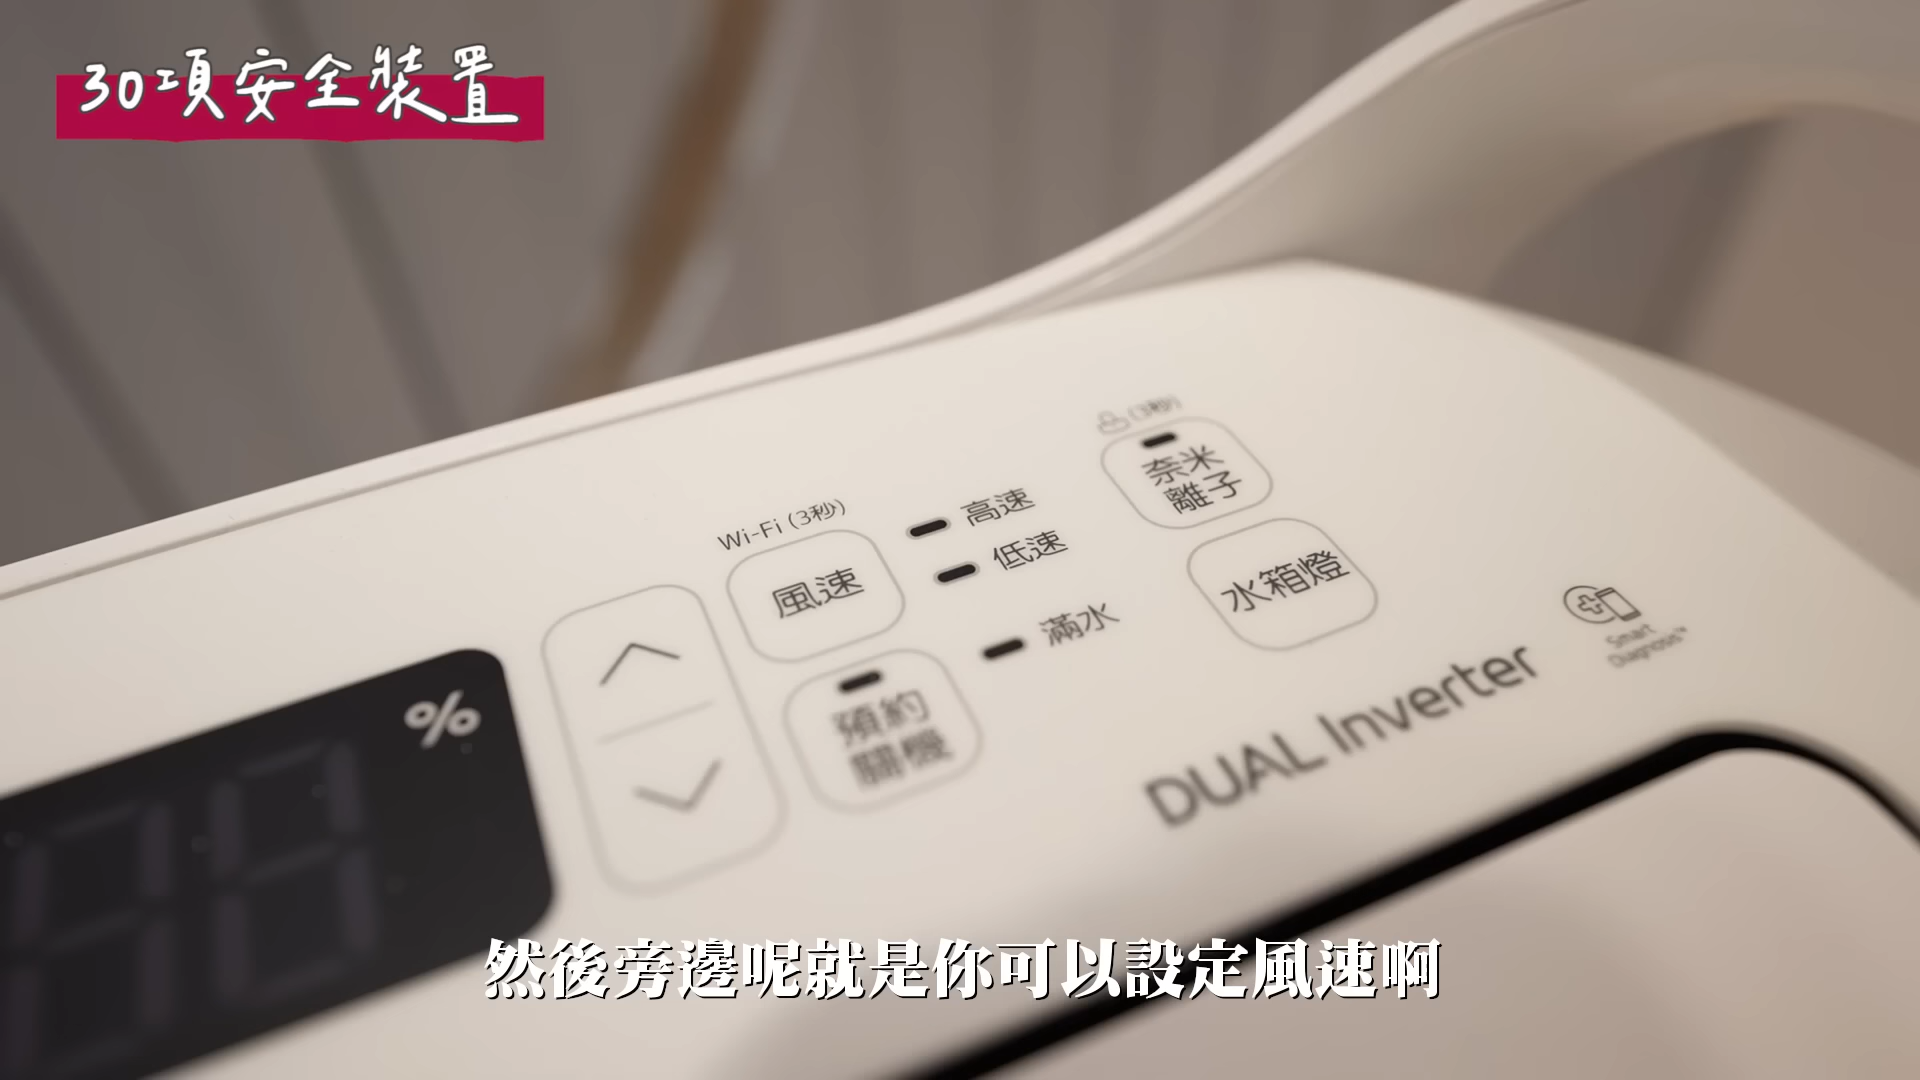 30項安全裝置
(3秒)
奈米
離子
Wi-Fi (3秒)
高速
低速
風速
水箱燈
滿水
預約
關機
%
Smart
Diagnosis™
DUAL Inverter
然後旁邊呢就是你可以設定風速啊